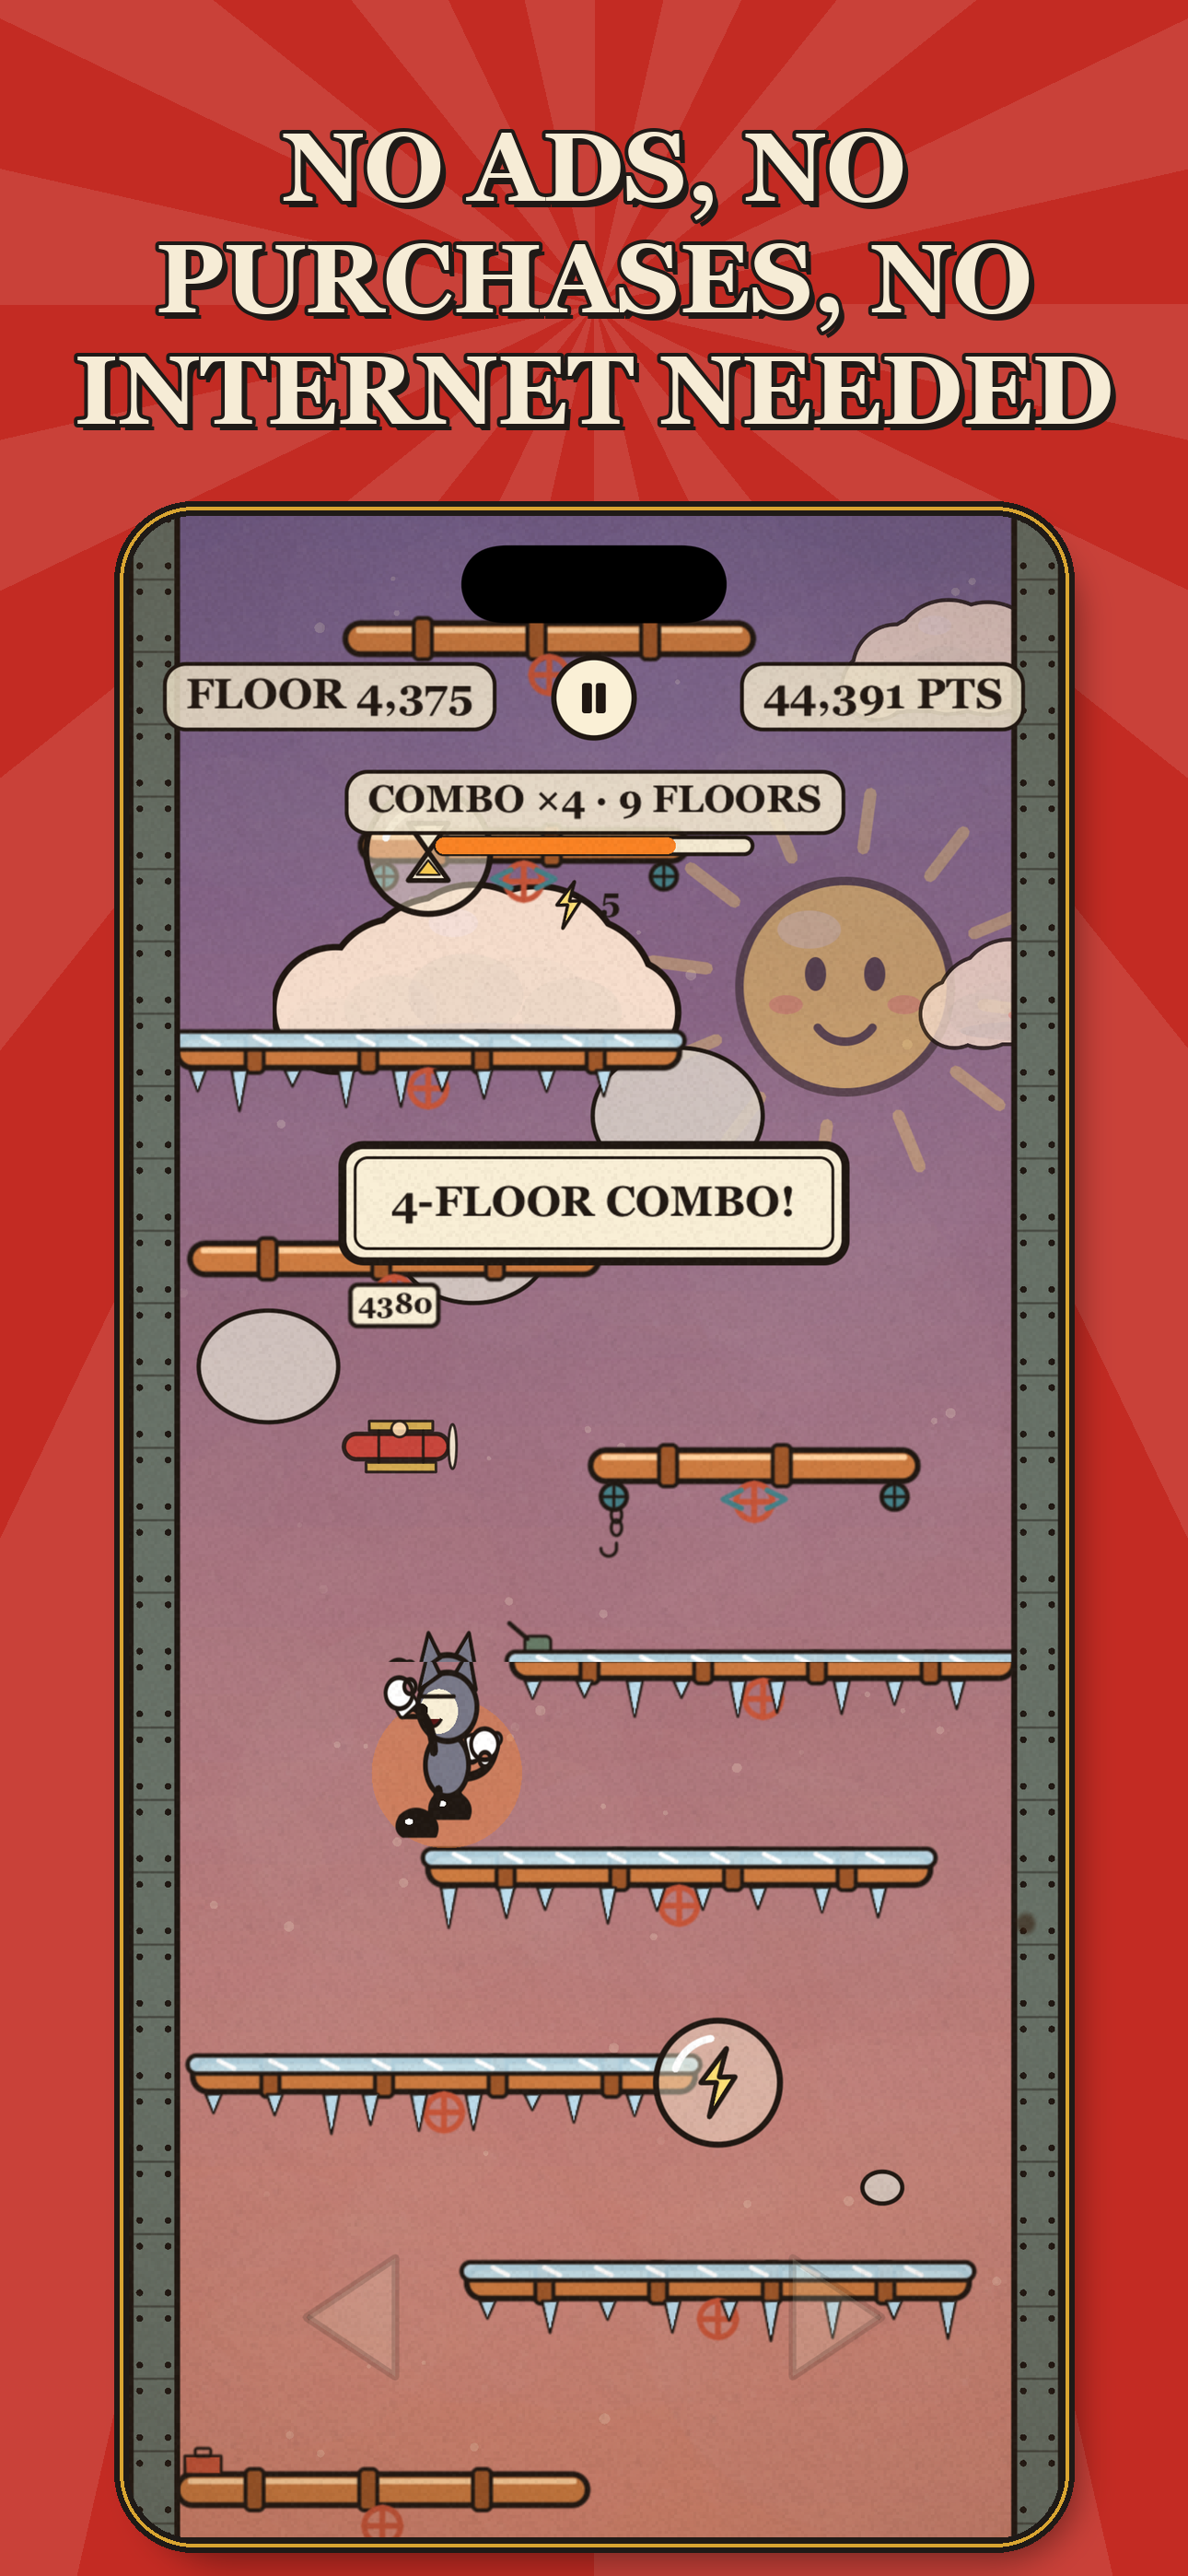 NO ADS, NO
PURCHASES, NO
INTERNET NEEDED
FLOOR 4,375
44,391 PTS
COMBO ×4 · 9 FLOORS
5
4-FLOOR COMBO!
4380